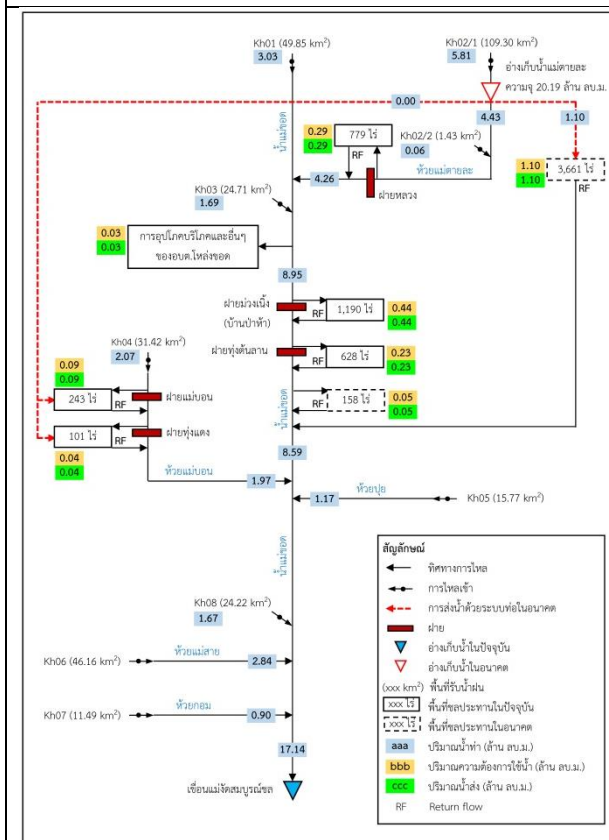 Kh01 (49.85 km²)
3.03
Kh02/1 (109.30 km²)
5.81
อ่างเก็บน้ำแม่ตายละ
ความจุ 20.19 ล้าน ลบ.ม.
0.00
4.43
1.10
น้ำแม่ขอด
0.29
0.29
779 ไร่
RF
Kh02/2 (1.43 km²)
0.06
4.26
ห้วยแม่ตายละ
ฝายหลวง
1.10
1.10
3,661 ไร่
RF
Kh03 (24.71 km²)
1.69
0.03
0.03
การอุปโภคบริโภคและอื่นๆ
ของอบต.โหล่งขอด
8.95
ฝายม่วงเนิ้ง
(บ้านป่าห้า)
1,190 ไร่
RF
0.44
0.44
Kh04 (31.42 km²)
2.07
ฝายทุ่งต้นลาน
628 ไร่
RF
0.23
0.23
0.09
0.09
243 ไร่
RF
ฝายแม่บอน
158 ไร่
RF
0.05
0.05
น้ำแม่ขอด
101 ไร่
RF
ฝายทุ่งแดง
0.04
0.04
8.59
ห้วยแม่บอน
1.97
ห้วยปุย
1.17
Kh05 (15.77 km²)
น้ำแม่ขอด
Kh08 (24.22 km²)
1.67
Kh06 (46.16 km²)
ห้วยแม่สาย
2.84
Kh07 (11.49 km²)
ห้วยกอม
0.90
17.14
เขื่อนแม่งัดสมบูรณ์ชล
สัญลักษณ์
ทิศทางการไหล
การไหลเข้า
การส่งน้ำด้วยระบบท่อในอนาคต
ฝาย
อ่างเก็บน้ำในปัจจุบัน
อ่างเก็บน้ำในอนาคต
(xxx km²) พื้นที่รับน้ำฝน
xxx ไร่ พื้นที่ชลประทานในปัจจุบัน
xxx ไร่ พื้นที่ชลประทานในอนาคต
aaa ปริมาณน้ำท่า (ล้าน ลบ.ม.)
bbb ปริมาณความต้องการใช้น้ำ (ล้าน ลบ.ม.)
ccc ปริมาณน้ำส่ง (ล้าน ลบ.ม.)
RF Return flow